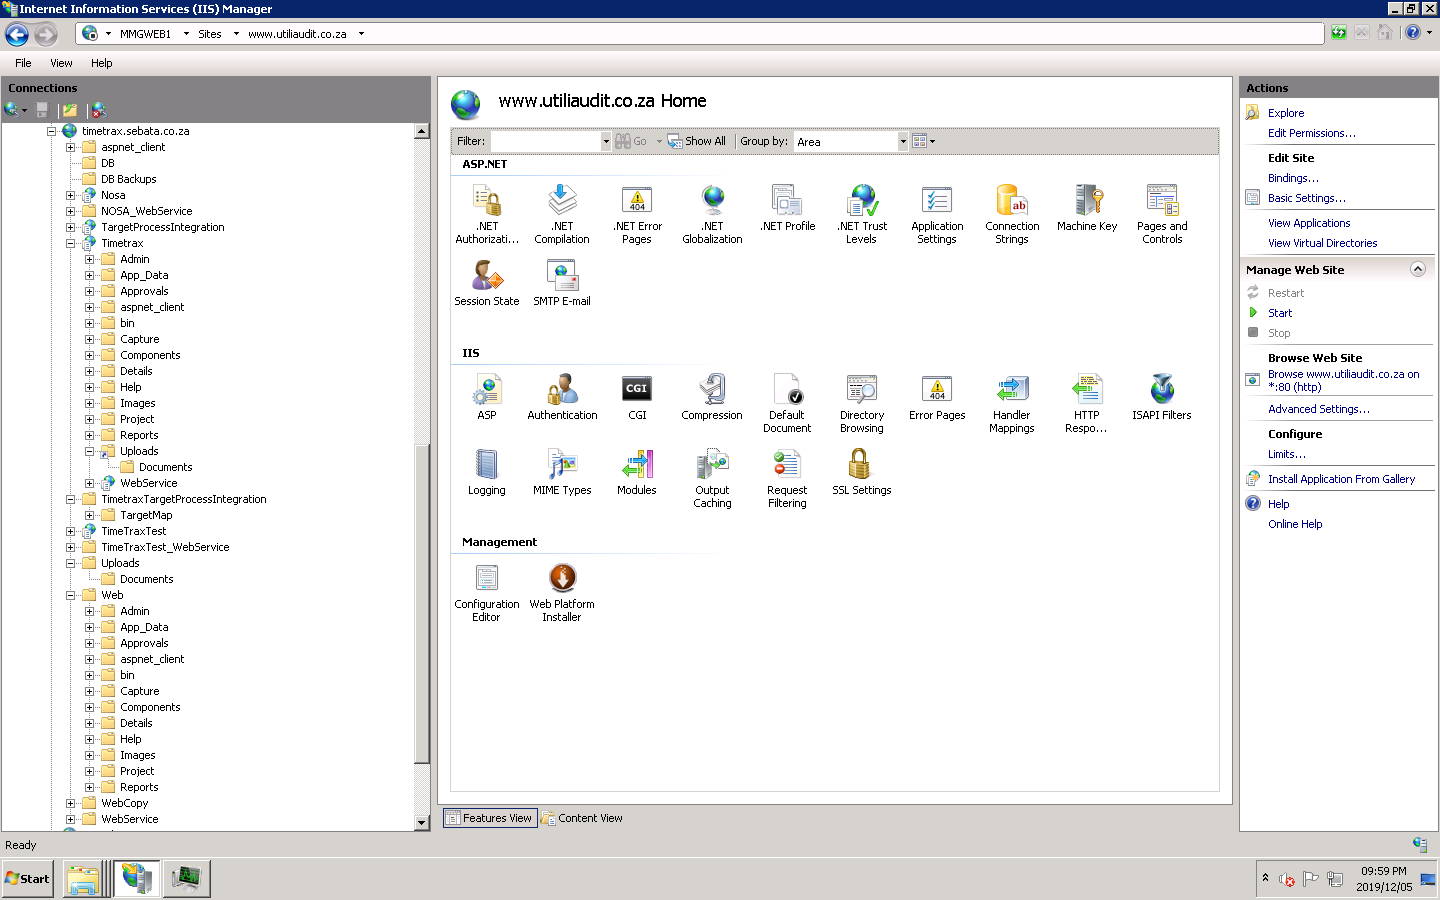 Internet Information Services (IIS) Manager
MMGWEB1
Sites
www.utiliaudit.co.za
File View Help
Connections
timetrax.sebata.co.za
aspnet_client
DB
DB Backups
Nosa
NOSA_WebService
TargetProcessIntegration
Timetrax
Admin
App_Data
Approvals
aspnet_client
bin
Capture
Components
Details
Help
Images
Project
Reports
Uploads
Documents
WebService
TimetraxTargetProcessIntegration
TargetMap
TimeTraxTest
TimeTraxTest_WebService
Uploads
Documents
Web
Admin
App_Data
Approvals
aspnet_client
bin
Capture
Components
Details
Help
Images
Project
Reports
WebCopy
WebService
www.utiliaudit.co.za Home
Filter: Go Show All Group by: Area
ASP.NET
.NET Authorizati...
.NET Compilation
.NET Error Pages
.NET Globalization
.NET Profile
.NET Trust Levels
Application Settings
Connection Strings
Machine Key
Pages and Controls
Session State
SMTP E-mail
IIS
ASP
Authentication
CGI
CGI
Compression
Default Document
Directory Browsing
404
Error Pages
Handler Mappings
HTTP Respo...
ISAPI Filters
Logging
MIME Types
Modules
Output Caching
Request Filtering
SSL Settings
Management
Configuration Editor
Web Platform Installer
Features View
Content View
Actions
Explore
Edit Permissions...
Edit Site
Bindings...
Basic Settings...
View Applications
View Virtual Directories
Manage Web Site
Restart
Start
Stop
Browse Web Site
Browse www.utiliaudit.co.za on
*:80 (http)
Advanced Settings...
Configure
Limits...
Install Application From Gallery
Help
Online Help
Ready
Start
09:59 PM
2019/12/05